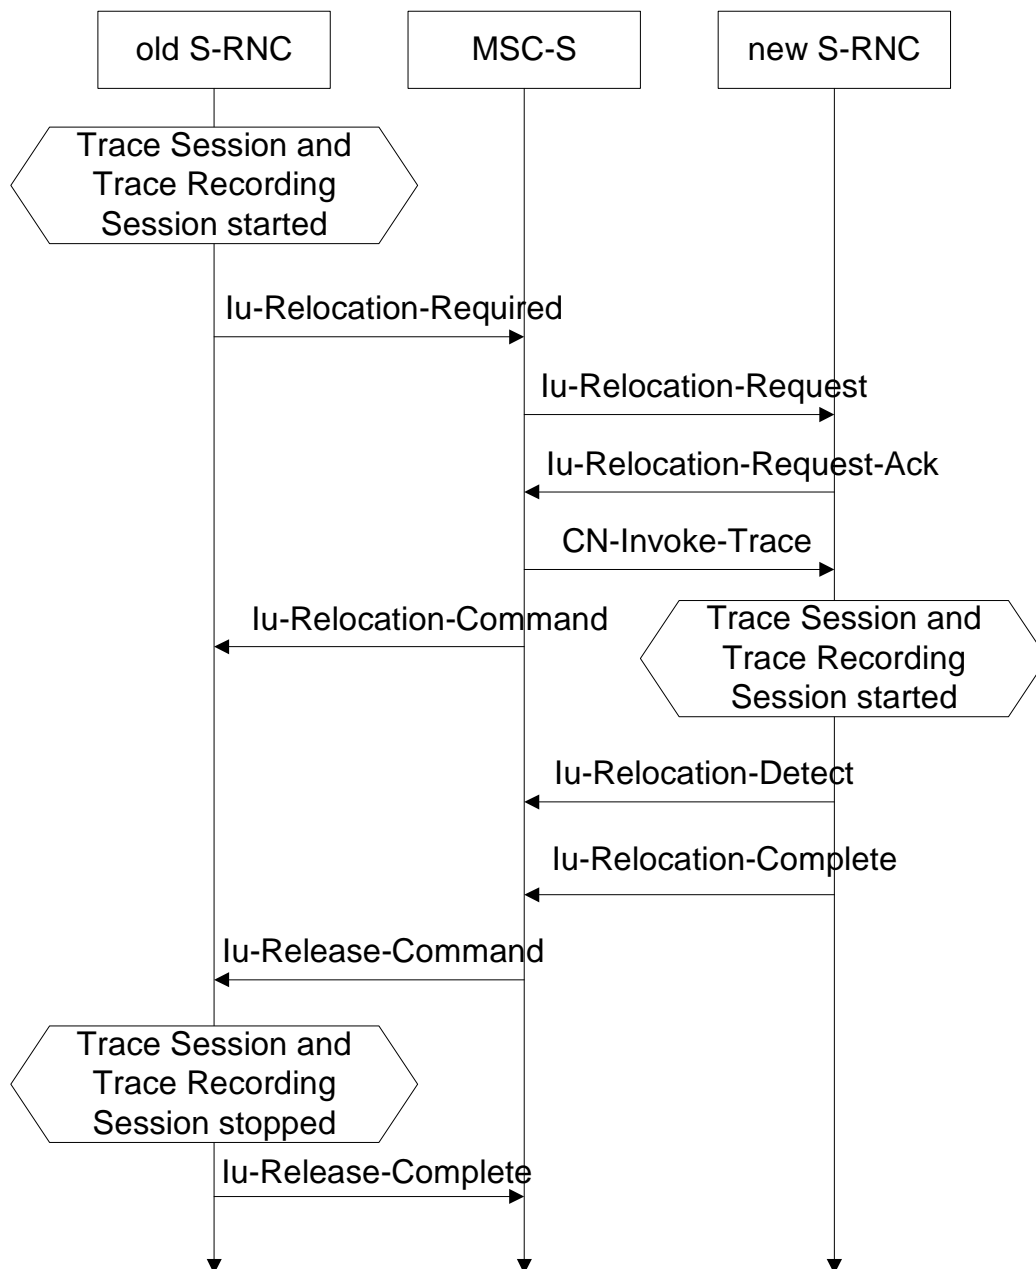 old S-RNC
MSC-S
new S-RNC
Trace Session and
Trace Recording
Session started
Iu-Relocation-Required
Iu-Relocation-Request
Iu-Relocation-Request-Ack
CN-Invoke-Trace
Iu-Relocation-Command
Trace Session and
Trace Recording
Session started
Iu-Relocation-Detect
Iu-Relocation-Complete
Iu-Release-Command
Trace Session and
Trace Recording
Session stopped
Iu-Release-Complete